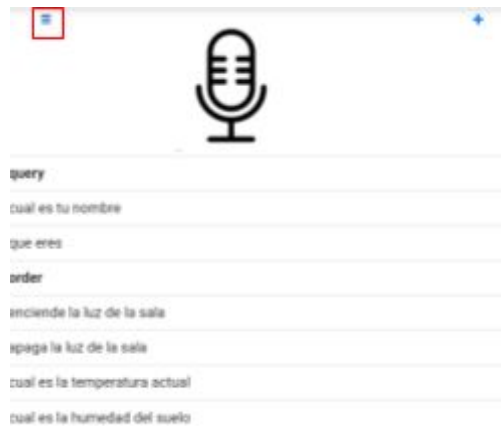 query
cual es tu nombre
que eres
order
enciende la luz de la sala
apaga la luz de la sala
cual es la temperatura actual
cual es la humedad del suelo